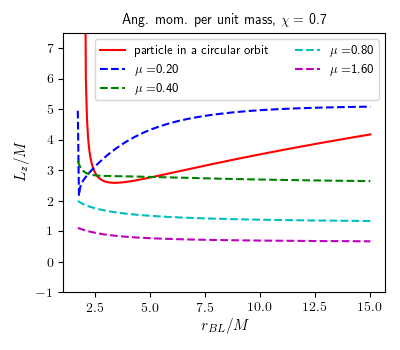 Ang. mom. per unit mass, χ = 0.7
particle in a circular orbit
μ =0.20
μ =0.40
μ =0.80
μ =1.60
7
6
5
4
3
2
1
0
−1
L_z/M
2.5 5.0 7.5 10.0 12.5 15.0
r_BL/M